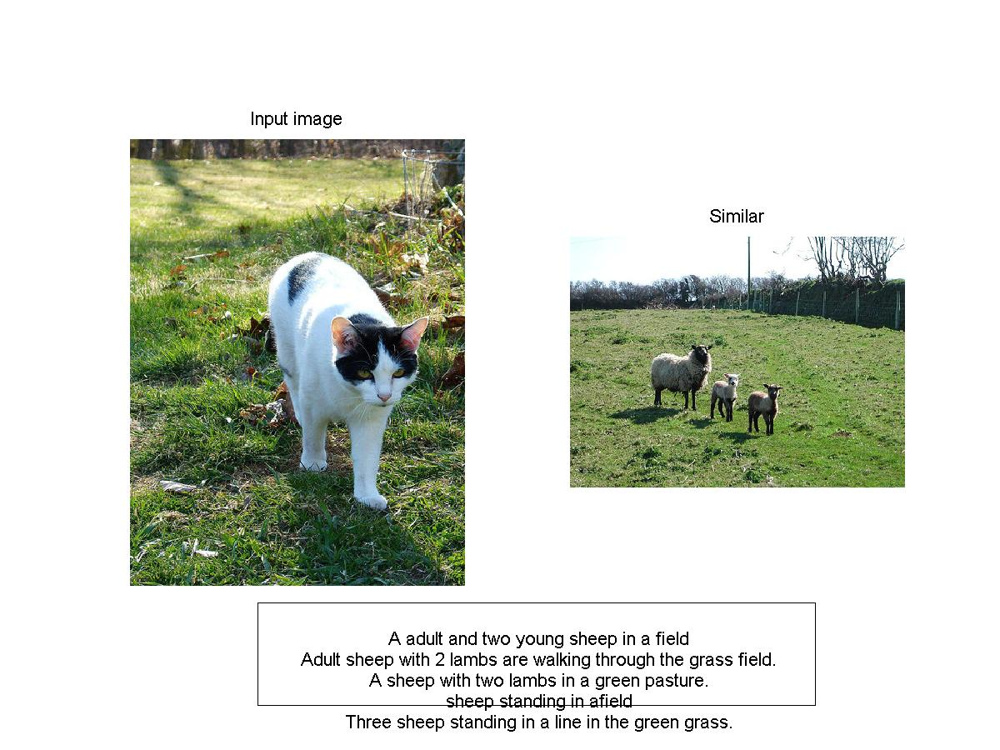 Input image
Similar
A adult and two young sheep in a field
Adult sheep with 2 lambs are walking through the grass field.
A sheep with two lambs in a green pasture.
sheep standing in afield
Three sheep standing in a line in the green grass.